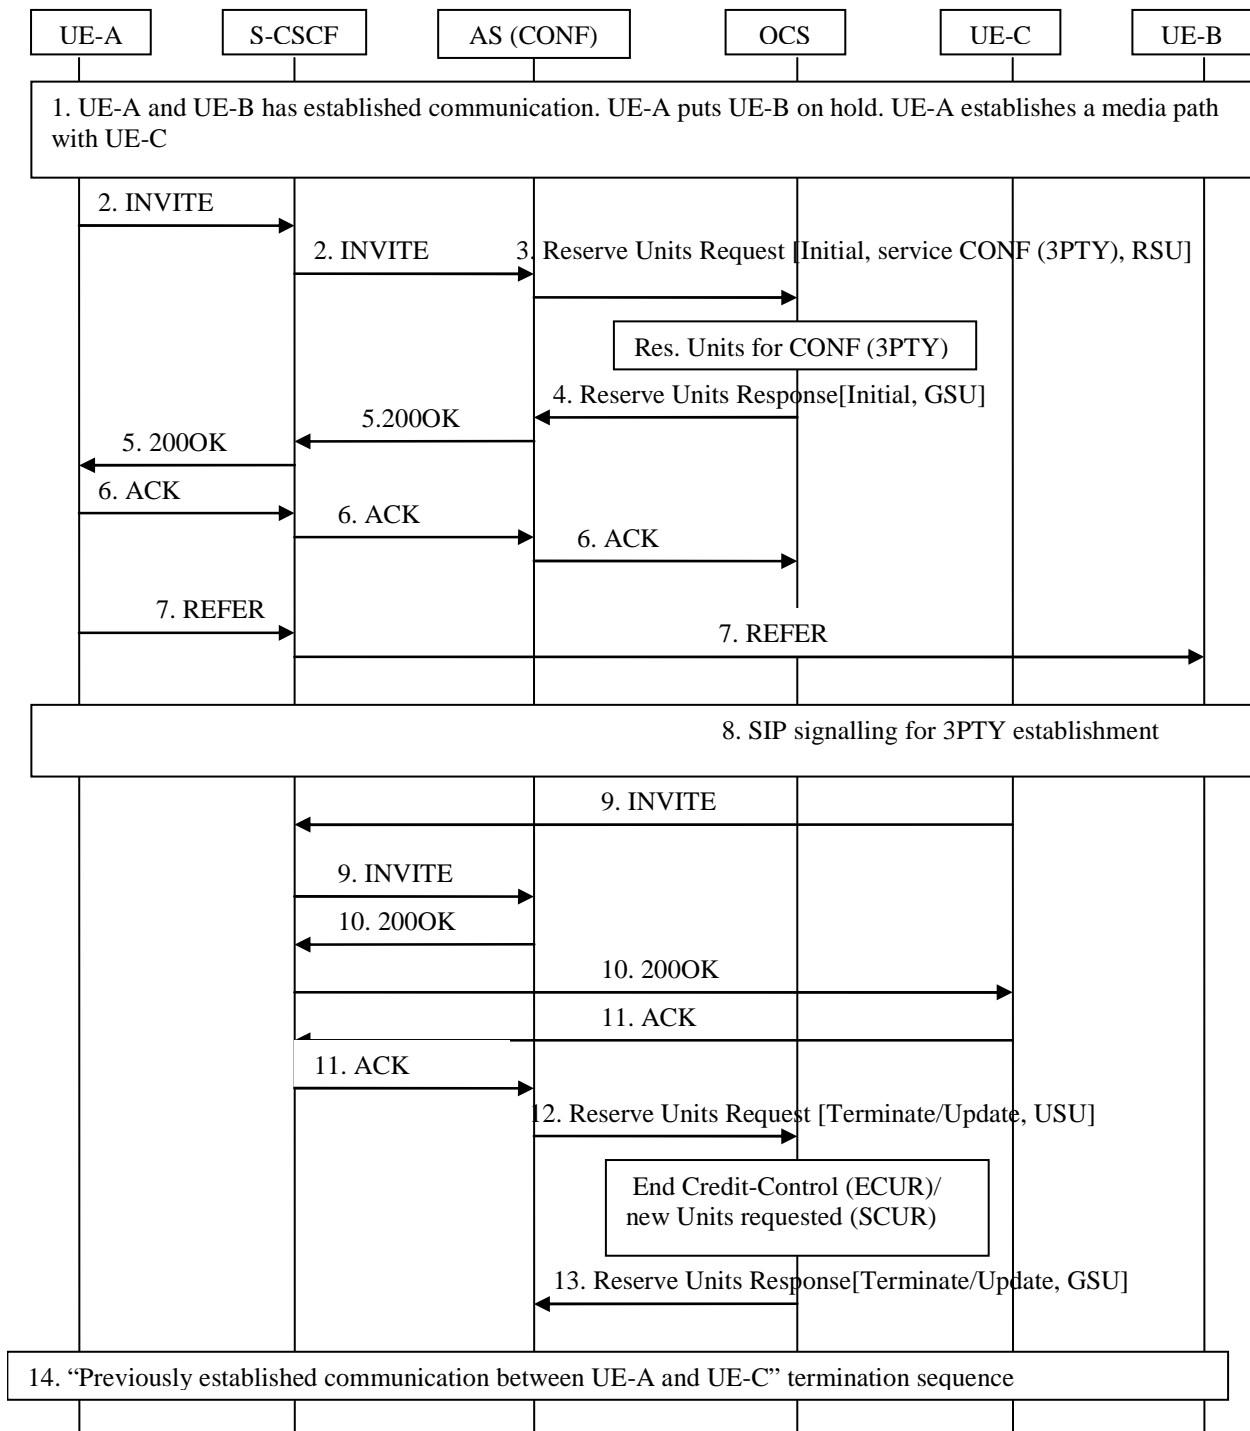 UE-A
S-CSCF
AS (CONF)
OCS
UE-C
UE-B
1. UE-A and UE-B has established communication. UE-A puts UE-B on hold. UE-A establishes a media path
with UE-C
2. INVITE
2. INVITE
3. Reserve Units Request [Initial, service CONF (3PTY), RSU]
Res. Units for CONF (3PTY)
4. Reserve Units Response[Initial, GSU]
5.200OK
5. 200OK
6. ACK
6. ACK
6. ACK
7. REFER
7. REFER
8. SIP signalling for 3PTY establishment
9. INVITE
9. INVITE
10. 200OK
10. 200OK
11. ACK
11. ACK
12. Reserve Units Request [Terminate/Update, USU]
End Credit-Control (ECUR)/
new Units requested (SCUR)
13. Reserve Units Response[Terminate/Update, GSU]
14. “Previously established communication between UE-A and UE-C” termination sequence